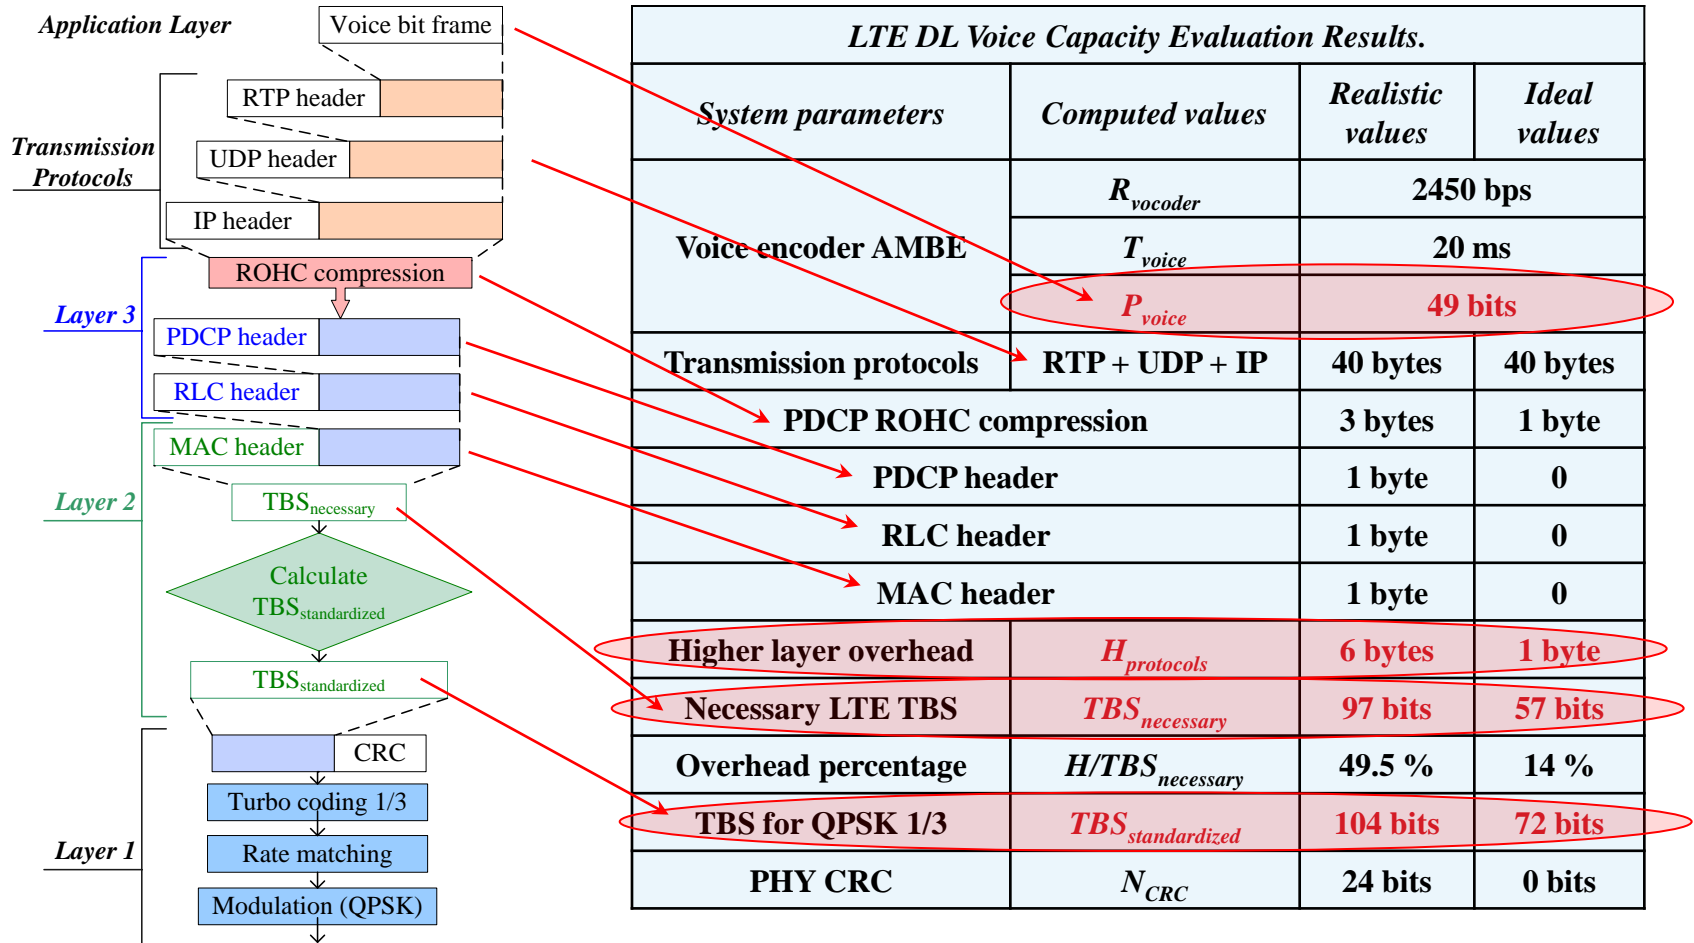 Application Layer
Voice bit frame
RTP header
Transmission
Protocols
UDP header
IP header
ROHC compression
Layer 3
PDCP header
RLC header
MAC header
Layer 2
TBSnecessary
Calculate
TBSstandardized
TBSstandardized
CRC
Turbo coding 1/3
Layer 1
Rate matching
Modulation (QPSK)
LTE DL Voice Capacity Evaluation Results.
System parameters Computed values Realistic values Ideal values
Voice encoder AMBE
Rvocoder 2450 bps
Tvoice 20 ms
Pvoice 49 bits
Transmission protocols RTP + UDP + IP 40 bytes 40 bytes
PDCP ROHC compression 3 bytes 1 byte
PDCP header 1 byte 0
RLC header 1 byte 0
MAC header 1 byte 0
Higher layer overhead Hprotocols 6 bytes 1 byte
Necessary LTE TBS TBSnecessary 97 bits 57 bits
Overhead percentage H/TBSnecessary 49.5 % 14 %
TBS for QPSK 1/3 TBSstandardized 104 bits 72 bits
PHY CRC NCRC 24 bits 0 bits